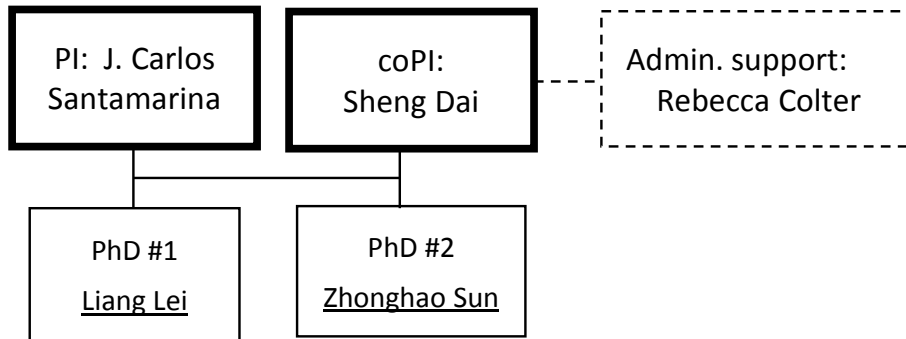 PI:  J. Carlos
Santamarina
coPI:
Sheng Dai
Admin. support:
Rebecca Colter
PhD #1
Liang Lei
PhD #2
Zhonghao Sun